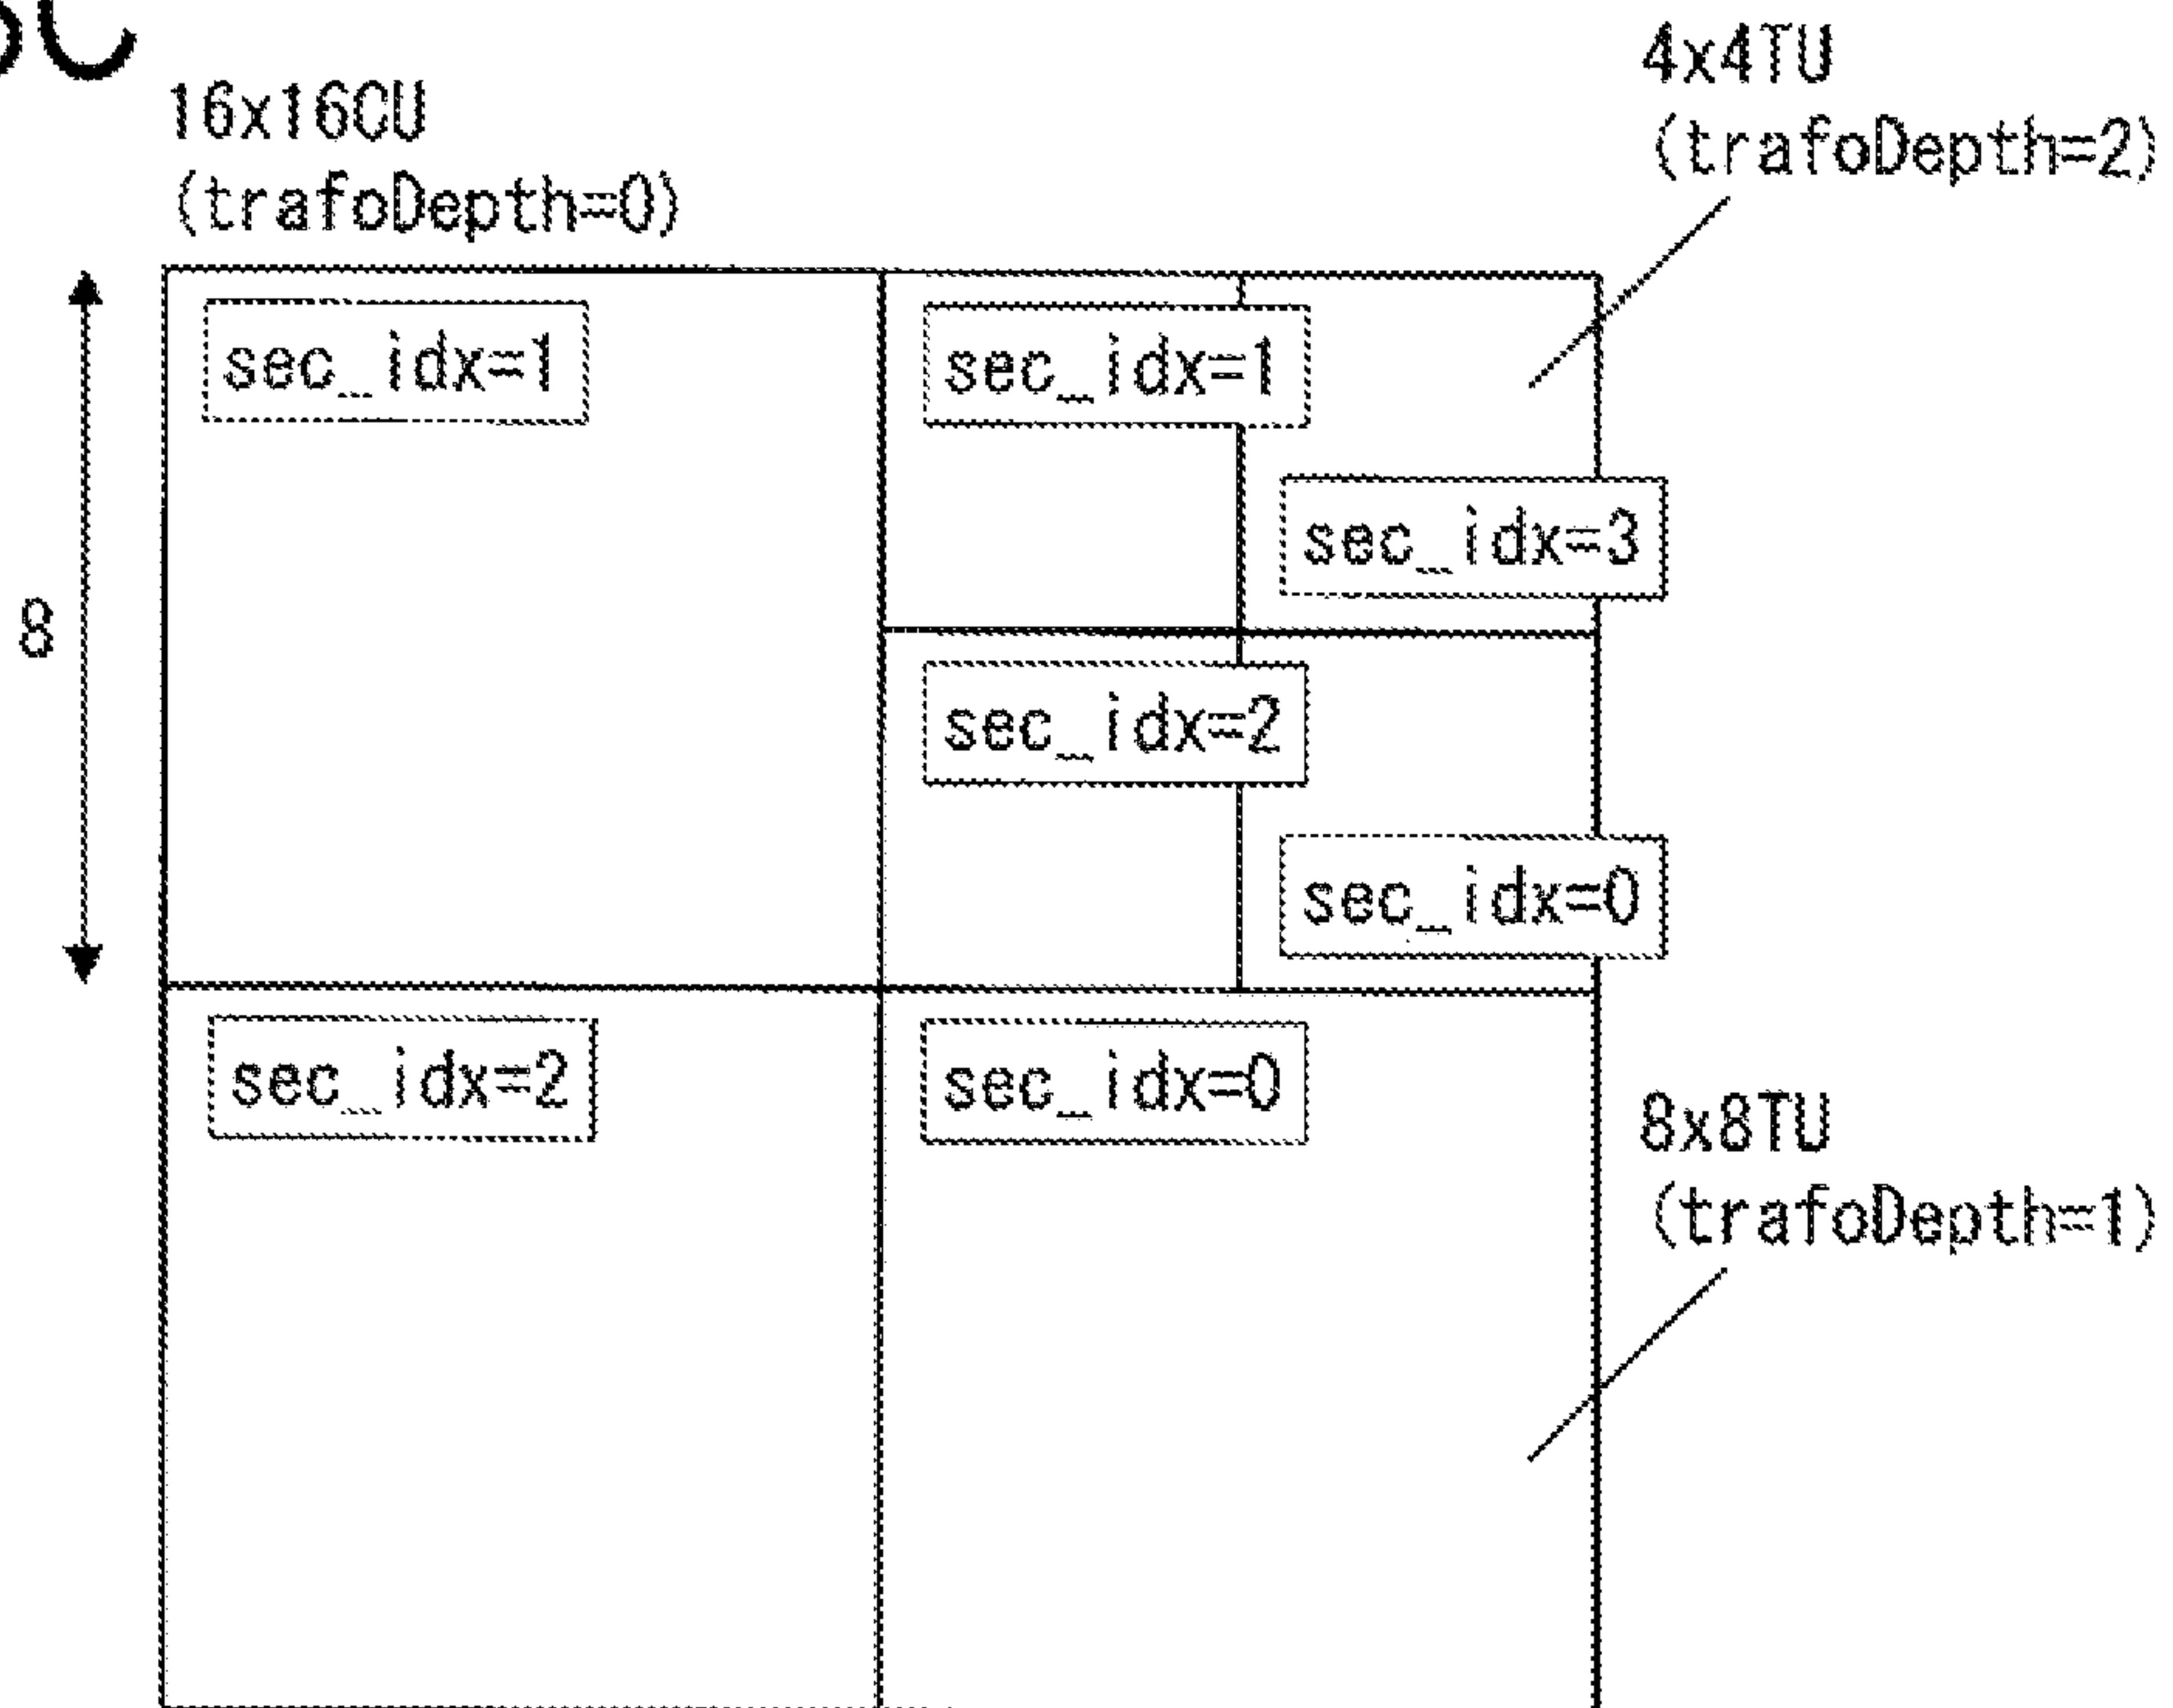 16x16CU
(trafoDepth=0)
4x4TU
(trafoDepth=2)
sec_idx=1
sec_idx=1
sec_idx=3
8
sec_idx=2
sec_idx=0
sec_idx=2
sec_idx=0
8x8TU
(trafoDepth=1)